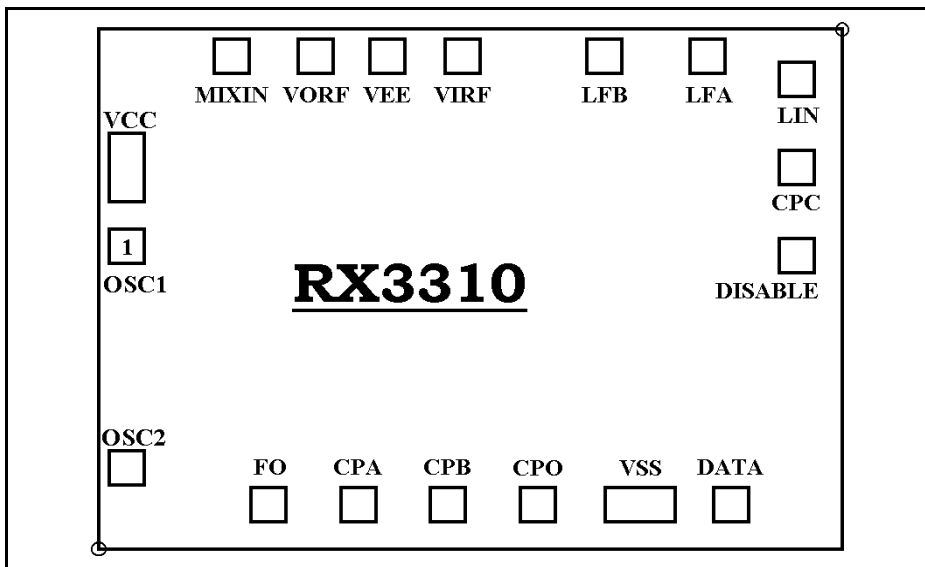 MIXIN VORF VEE VIRF LFB LFA
LIN
VCC
CPC
1
OSC1
DISABLE
RX3310
OSC2
FO CPA CPB CPO VSS DATA